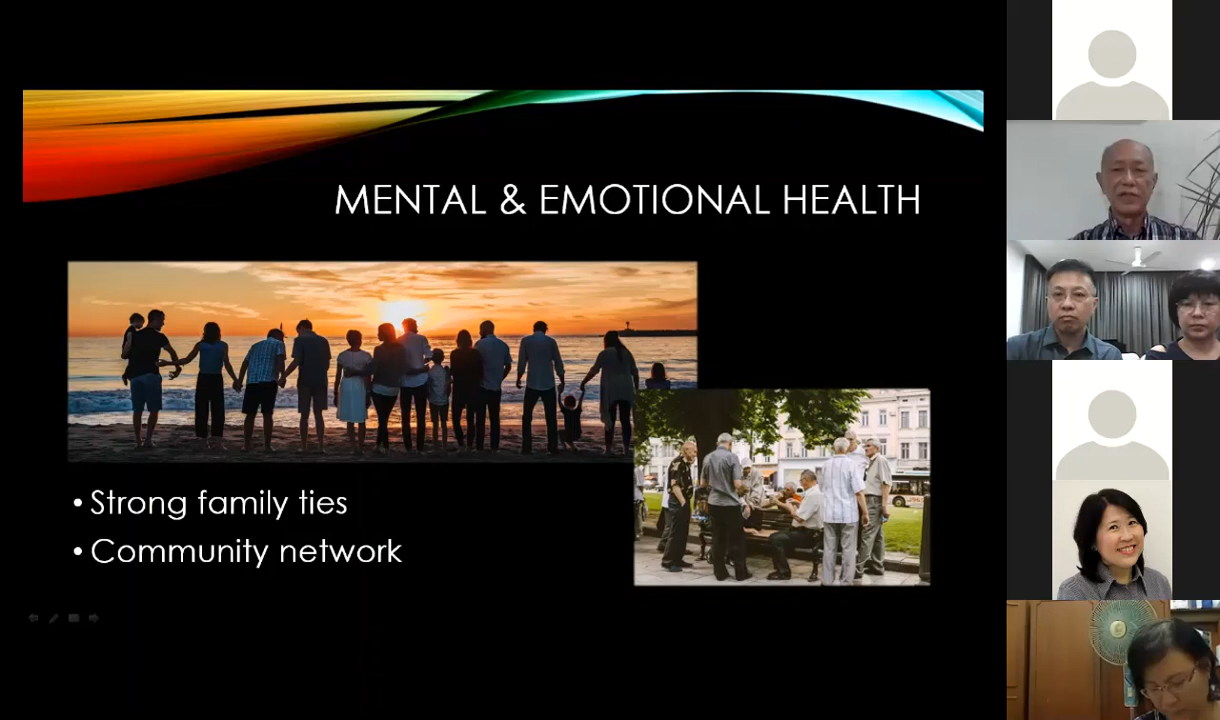 MENTAL & EMOTIONAL HEALTH
• Strong family ties
• Community network